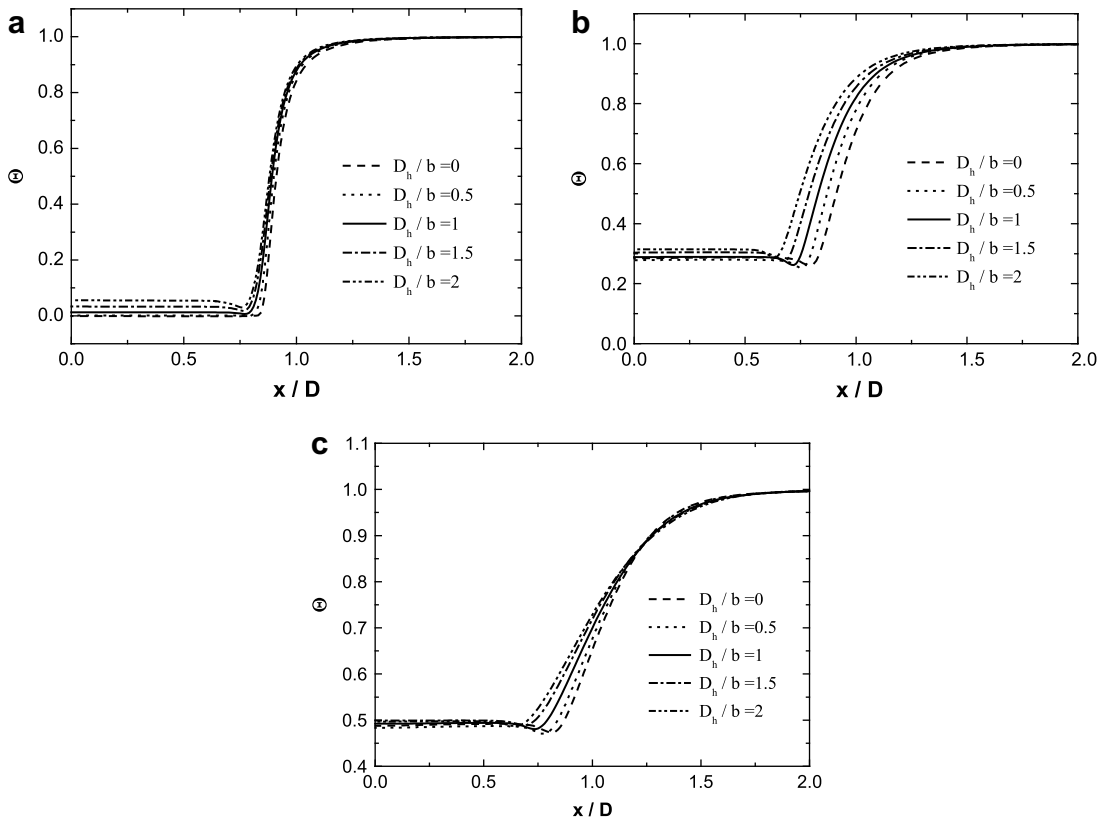 a
1.0
0.8
0.6
0.4
0.2
0.0
Θ
D_h / b =0
D_h / b =0.5
D_h / b =1
D_h / b =1.5
D_h / b =2
0.0 0.5 1.0 1.5 2.0
x / D
b
1.0
0.8
0.6
0.4
0.2
0.0
Θ
D_h / b =0
D_h / b =0.5
D_h / b =1
D_h / b =1.5
D_h / b =2
0.0 0.5 1.0 1.5 2.0
x / D
c
1.1
1.0
0.9
0.8
0.7
0.6
0.5
0.4
Θ
D_h / b =0
D_h / b =0.5
D_h / b =1
D_h / b =1.5
D_h / b =2
0.0 0.5 1.0 1.5 2.0
x / D